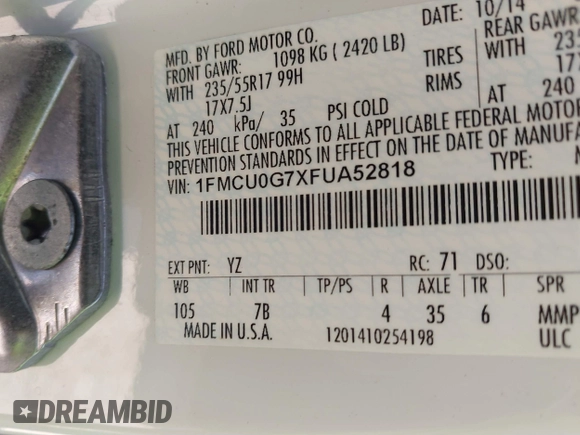 DATE: 10/14
MFD. BY FORD MOTOR CO.
FRONT GAWR: 1098 KG ( 2420 LB) REAR GAWR
WITH 235/55R17 99H TIRES WITH 235
17X7.5J RIMS 17X
AT 240 kPa/ 35 PSI COLD AT 240
THIS VEHICLE CONFORMS TO ALL APPLICABLE FEDERAL MOTOR
PREVENTION STANDARDS IN EFFECT ON THE DATE OF MANUFA
VIN: 1FMCU0G7XFUA52818 TYPE:
EXT PNT: YZ RC: 71 DSO:
WB INT TR TP/PS R AXLE TR SPR
105 7B 4 35 6 MMP
MADE IN U.S.A. 1201410254198 ULC
DREAMBID